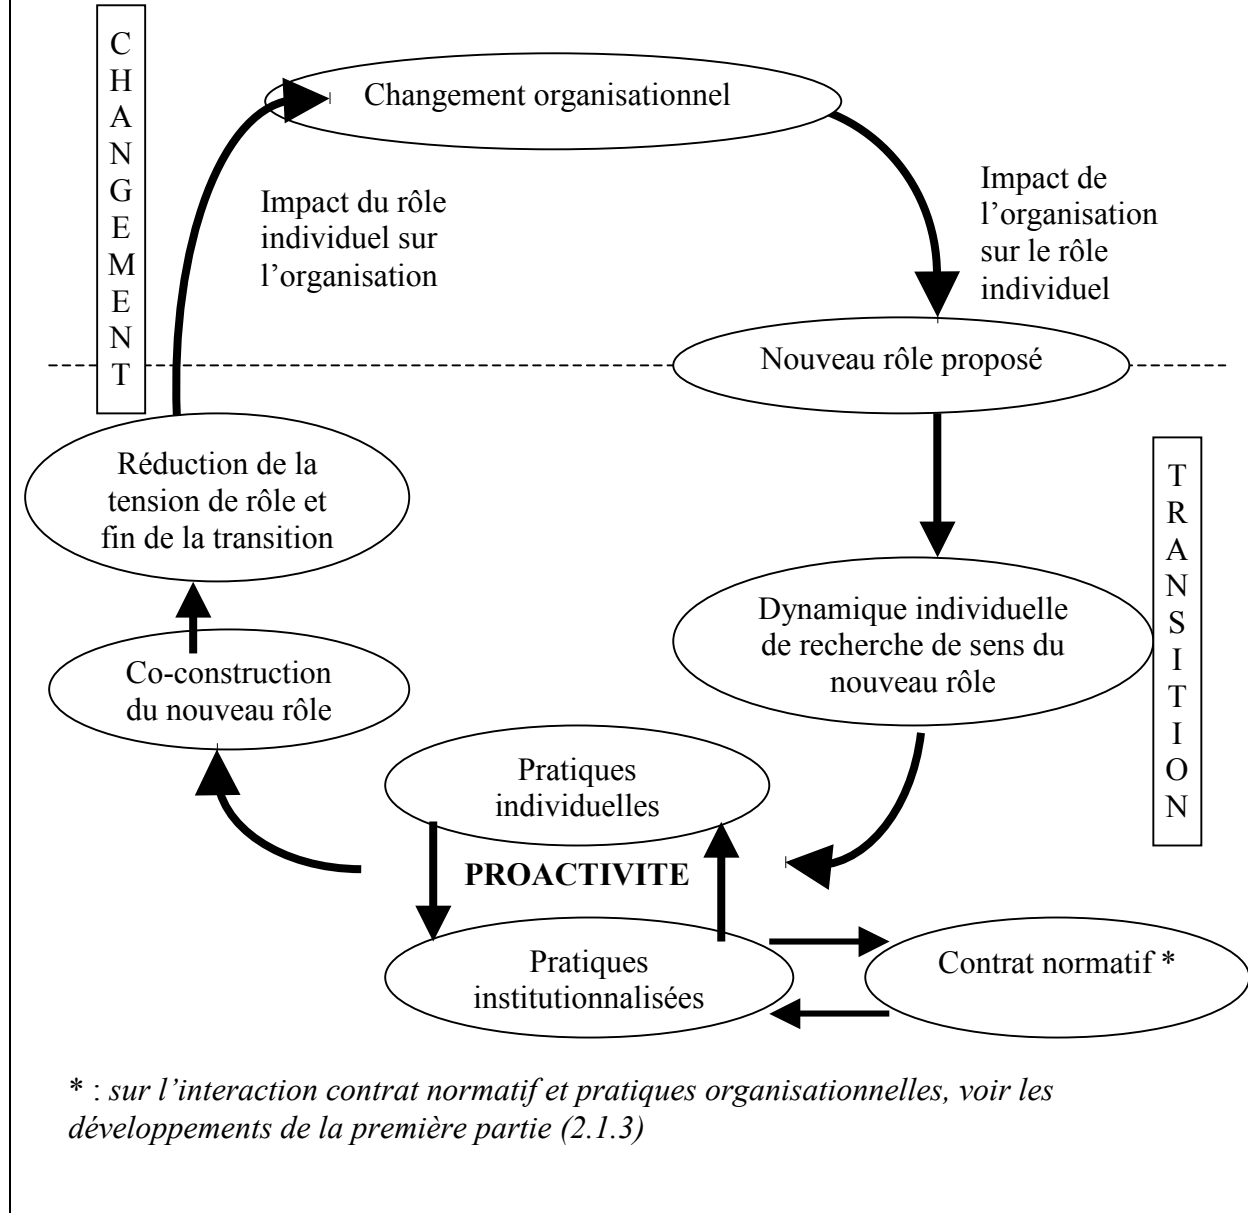 CHANGEMENT
Changement organisationnel
Impact du rôle
individuel sur
l’organisation
Impact de
l’organisation
sur le rôle
individuel
Nouveau rôle proposé
Réduction de la
tension de rôle et
fin de la transition
TRANSITION
Dynamique individuelle
de recherche de sens du
nouveau rôle
Co-construction
du nouveau rôle
Pratiques
individuelles
PROACTIVITE
Pratiques
institutionnalisées
Contrat normatif *
* : sur l’interaction contrat normatif et pratiques organisationnelles, voir les
développements de la première partie (2.1.3)